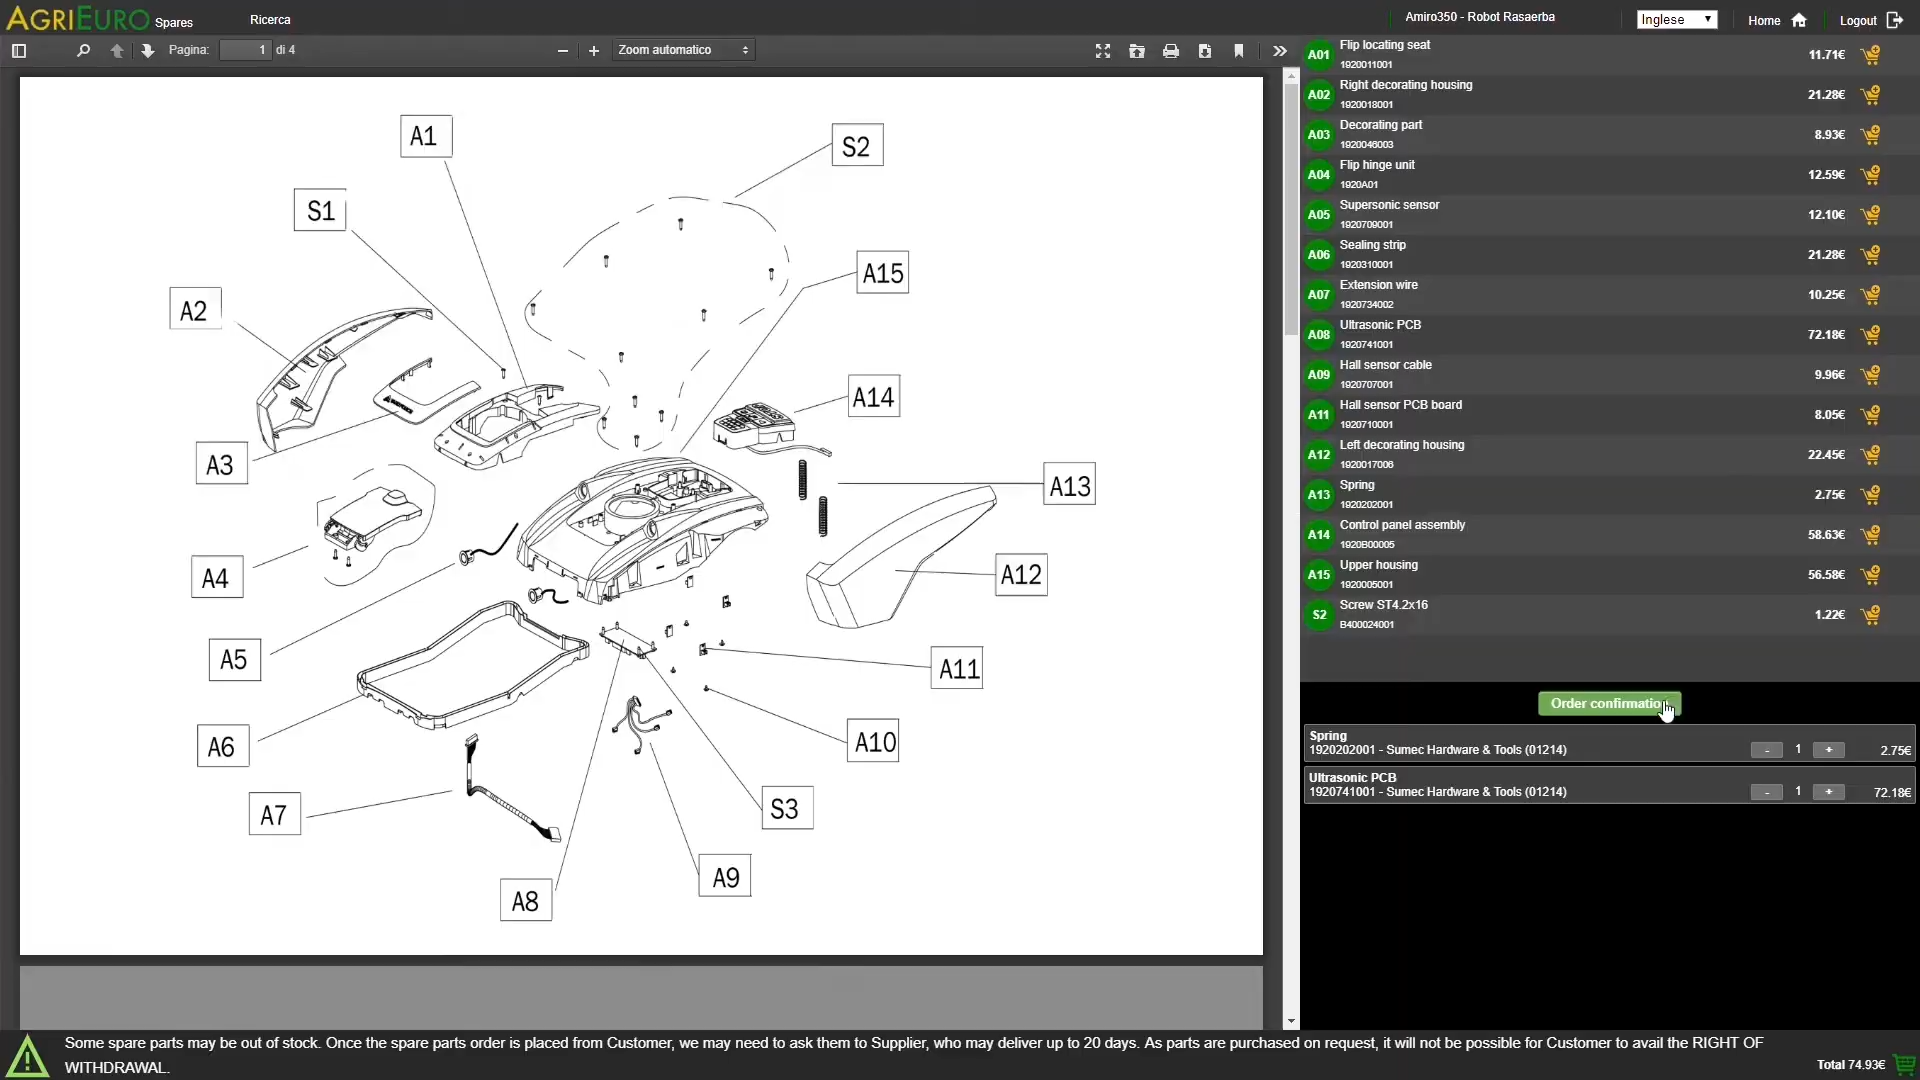 AGRIEURO Spares
Ricerca
Amiro350 - Robot Rasaerba
Inglese
Home
Logout
Pagina: 1 di 4
Zoom automatico
A1
S2
S1
A15
A2
A14
A3
A13
A4
A12
A5
A11
A6
A10
A7
S3
A9
A8
A01 Flip locating seat 11.71€
1920011001
A02 Right decorating housing 21.28€
1920018001
A03 Decorating part 8.93€
1920046003
A04 Flip hinge unit 12.59€
1920A01
A05 Supersonic sensor 12.10€
1920709001
A06 Sealing strip 21.28€
1920310001
A07 Extension wire 10.25€
1920734002
A08 Ultrasonic PCB 72.18€
1920741001
A09 Hall sensor cable 9.96€
1920707001
A11 Hall sensor PCB board 8.05€
1920710001
A12 Left decorating housing 22.45€
1920017006
A13 Spring 2.75€
1920202001
A14 Control panel assembly 58.63€
1920B00005
A15 Upper housing 56.58€
1920005001
S2 Screw ST4.2x16 1.22€
B400024001
Order confirmation
Spring
1920202001 - Sumec Hardware & Tools (01214) - 1 + 2.75€
Ultrasonic PCB
1920741001 - Sumec Hardware & Tools (01214) - 1 + 72.18€
Some spare parts may be out of stock. Once the spare parts order is placed from Customer, we may need to ask them to Supplier, who may deliver up to 20 days. As parts are purchased on request, it will not be possible for Customer to avail the RIGHT OF
WITHDRAWAL.
Total 74.93€